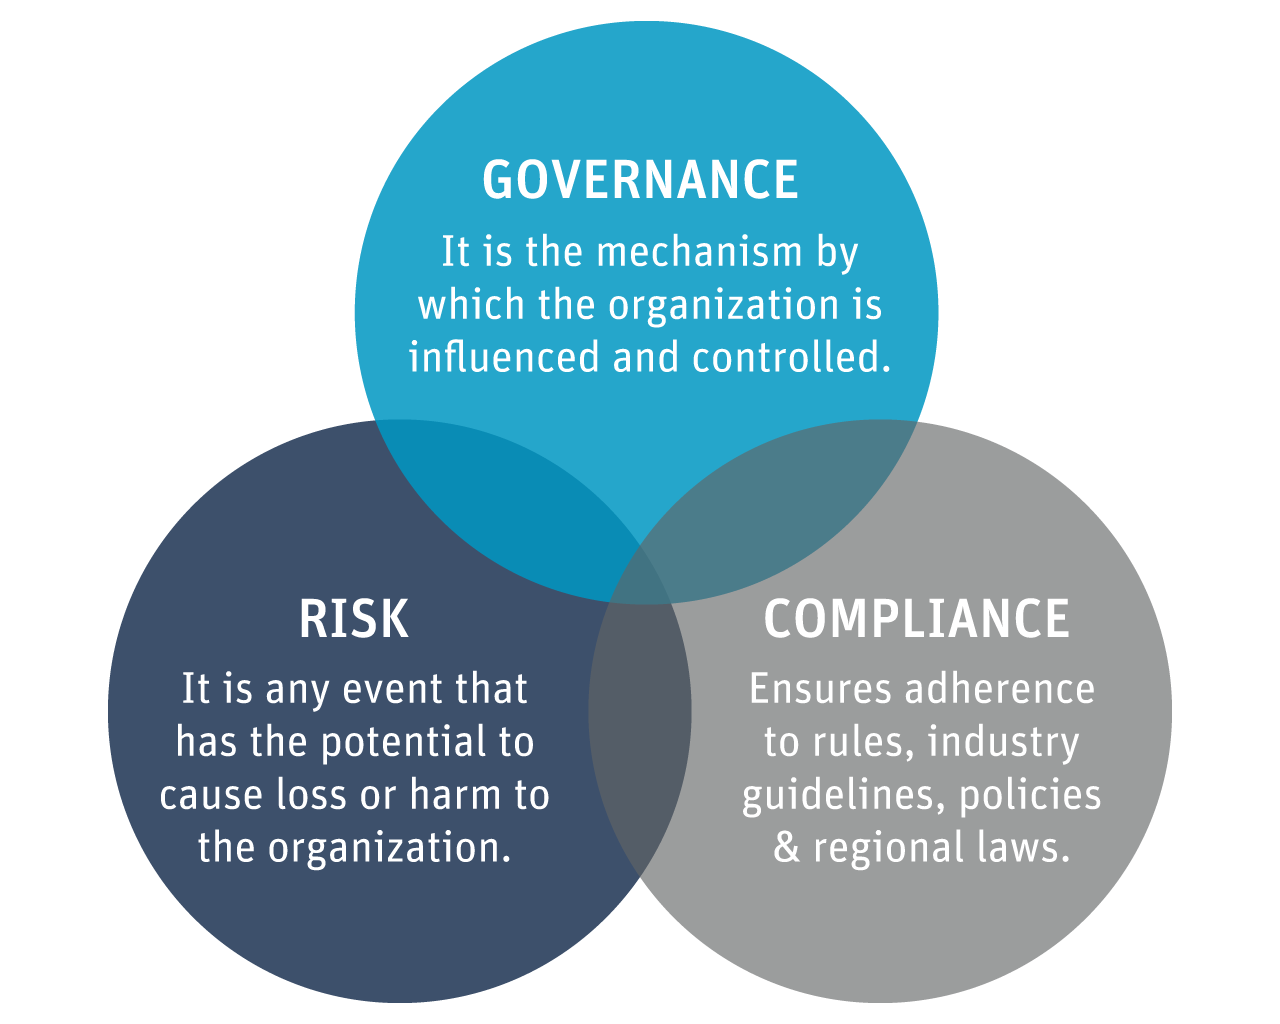 GOVERNANCE
It is the mechanism by
which the organization is
influenced and controlled.
RISK
It is any event that
has the potential to
cause loss or harm to
the organization.
COMPLIANCE
Ensures adherence
to rules, industry
guidelines, policies
& regional laws.